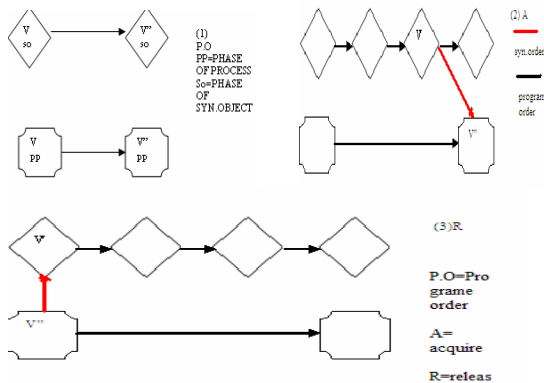 V
so
V"
so
(1)
P.O
PP=PHASE
OF PROCESS
So=PHASE
OF
SYN.OBJECT
V
PP
V"
PP
(2) A
syn.order
program
order
V
V'
(3)R
V'
V"
P.O=Pro
grame
order
A=
acquire
R=releas